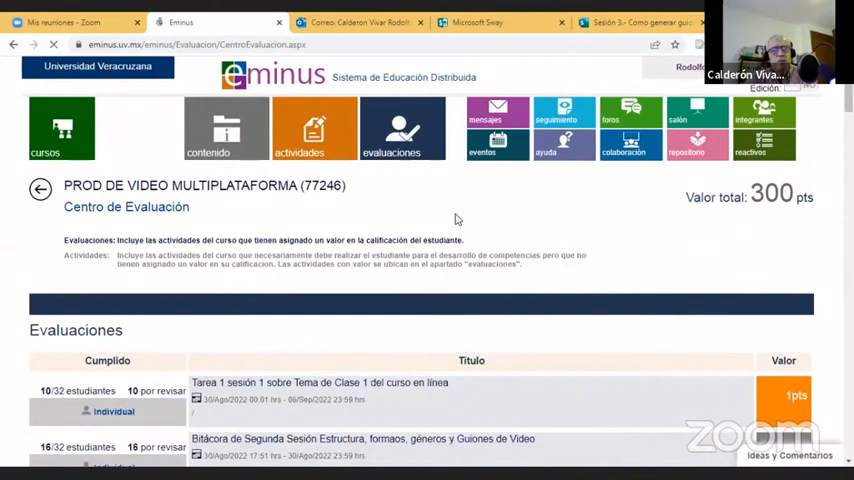 Mis reuniones - Zoom
Eminus
Correo: Calderon Vivar Rodolf
Microsoft Sway
Sesión 3.- Como generar guio
eminus.uv.mx/eminus/Evaluacion/CentroEvaluacion.aspx
Calderón Viva...
Universidad Veracruzana
eminus Sistema de Educación Distribuida
Rodolfo
Edición: NO
cursos
contenido
actividades
evaluaciones
mensajes
seguimiento
foros
salón
integrantes
eventos
ayuda
colaboración
repositorio
reactivos
PROD DE VIDEO MULTIPLATAFORMA (77246)
Centro de Evaluación
Valor total: 300 pts
Evaluaciones: Incluye las actividades del curso que tienen asignado un valor en la calificación del estudiante.
Actividades: Incluye las actividades del curso que necesariamente debe realizar el estudiante para el desarrollo de competencias pero que no
tienen asignado un valor en su calificacion. Las actividades con valor se ubican en el apartado "evaluaciones".
Evaluaciones
Cumplido Titulo Valor
10/32 estudiantes 10 por revisar
Individual
Tarea 1 sesión 1 sobre Tema de Clase 1 del curso en línea
30/Ago/2022 00:01 hrs - 06/Sep/2022 23:59 hrs
/
1pts
16/32 estudiantes 16 por revisar
Individual
Bitácora de Segunda Sesión Estructura, formaos, géneros y Guiones de Video
30/Ago/2022 17:51 hrs - 30/Ago/2022 23:59 hrs
zoom
Ideas y Comentarios